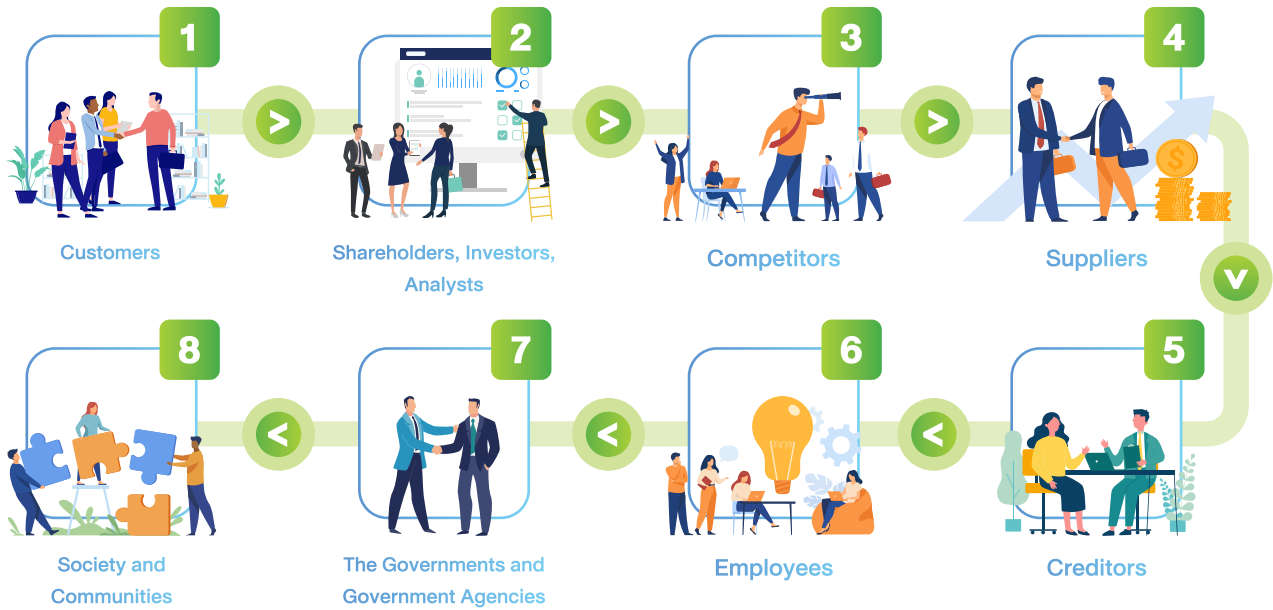 1
Customers
2
Shareholders, Investors,
Analysts
3
Competitors
4
$
Suppliers
5
Creditors
6
Employees
7
The Governments and
Government Agencies
8
Society and
Communities